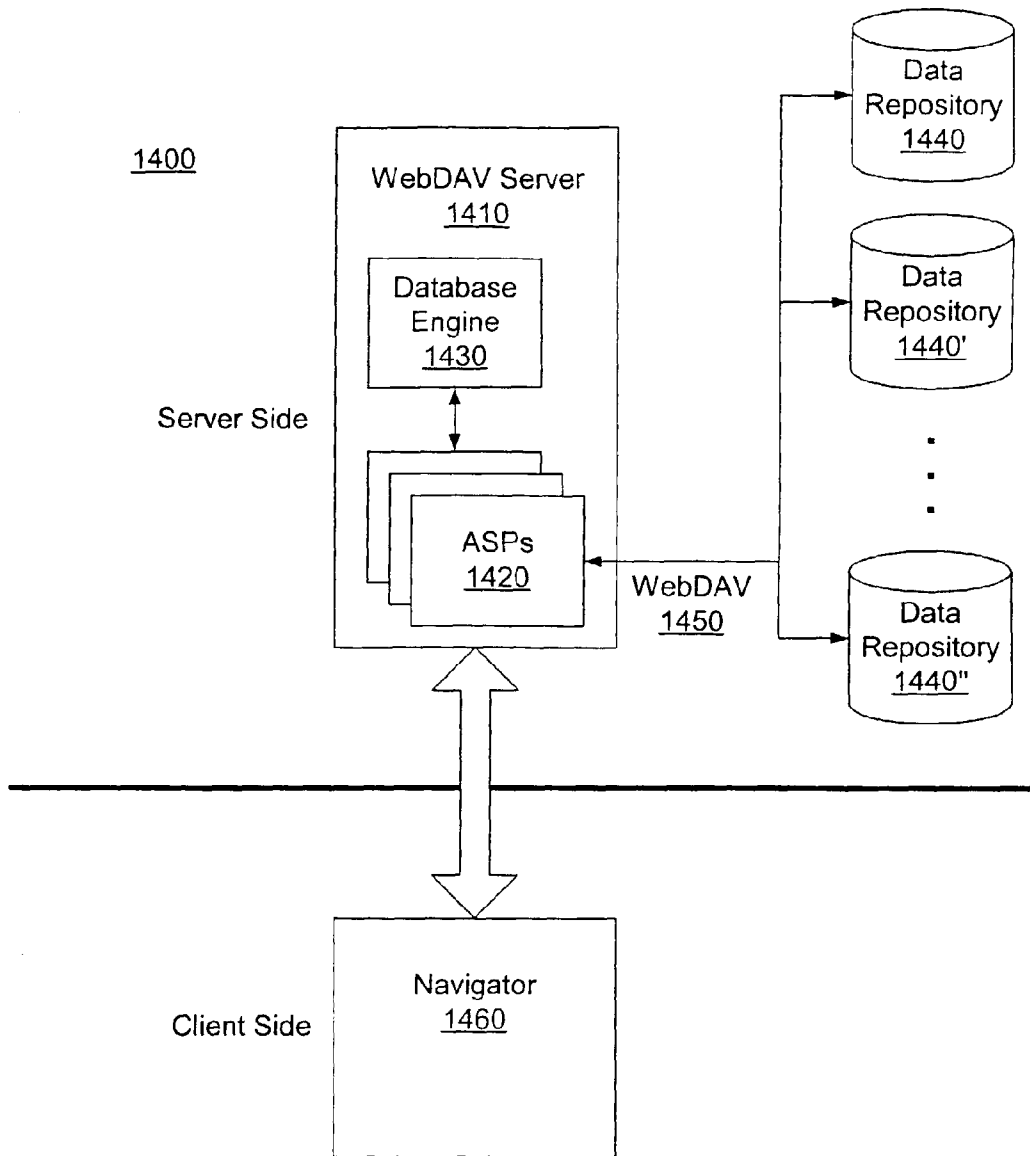 1400
WebDAV Server
1410
Database
Engine
1430
Server Side
ASPs
1420
WebDAV
1450
Data
Repository
1440
Data
Repository
1440'
Data
Repository
1440"
Client Side
Navigator
1460